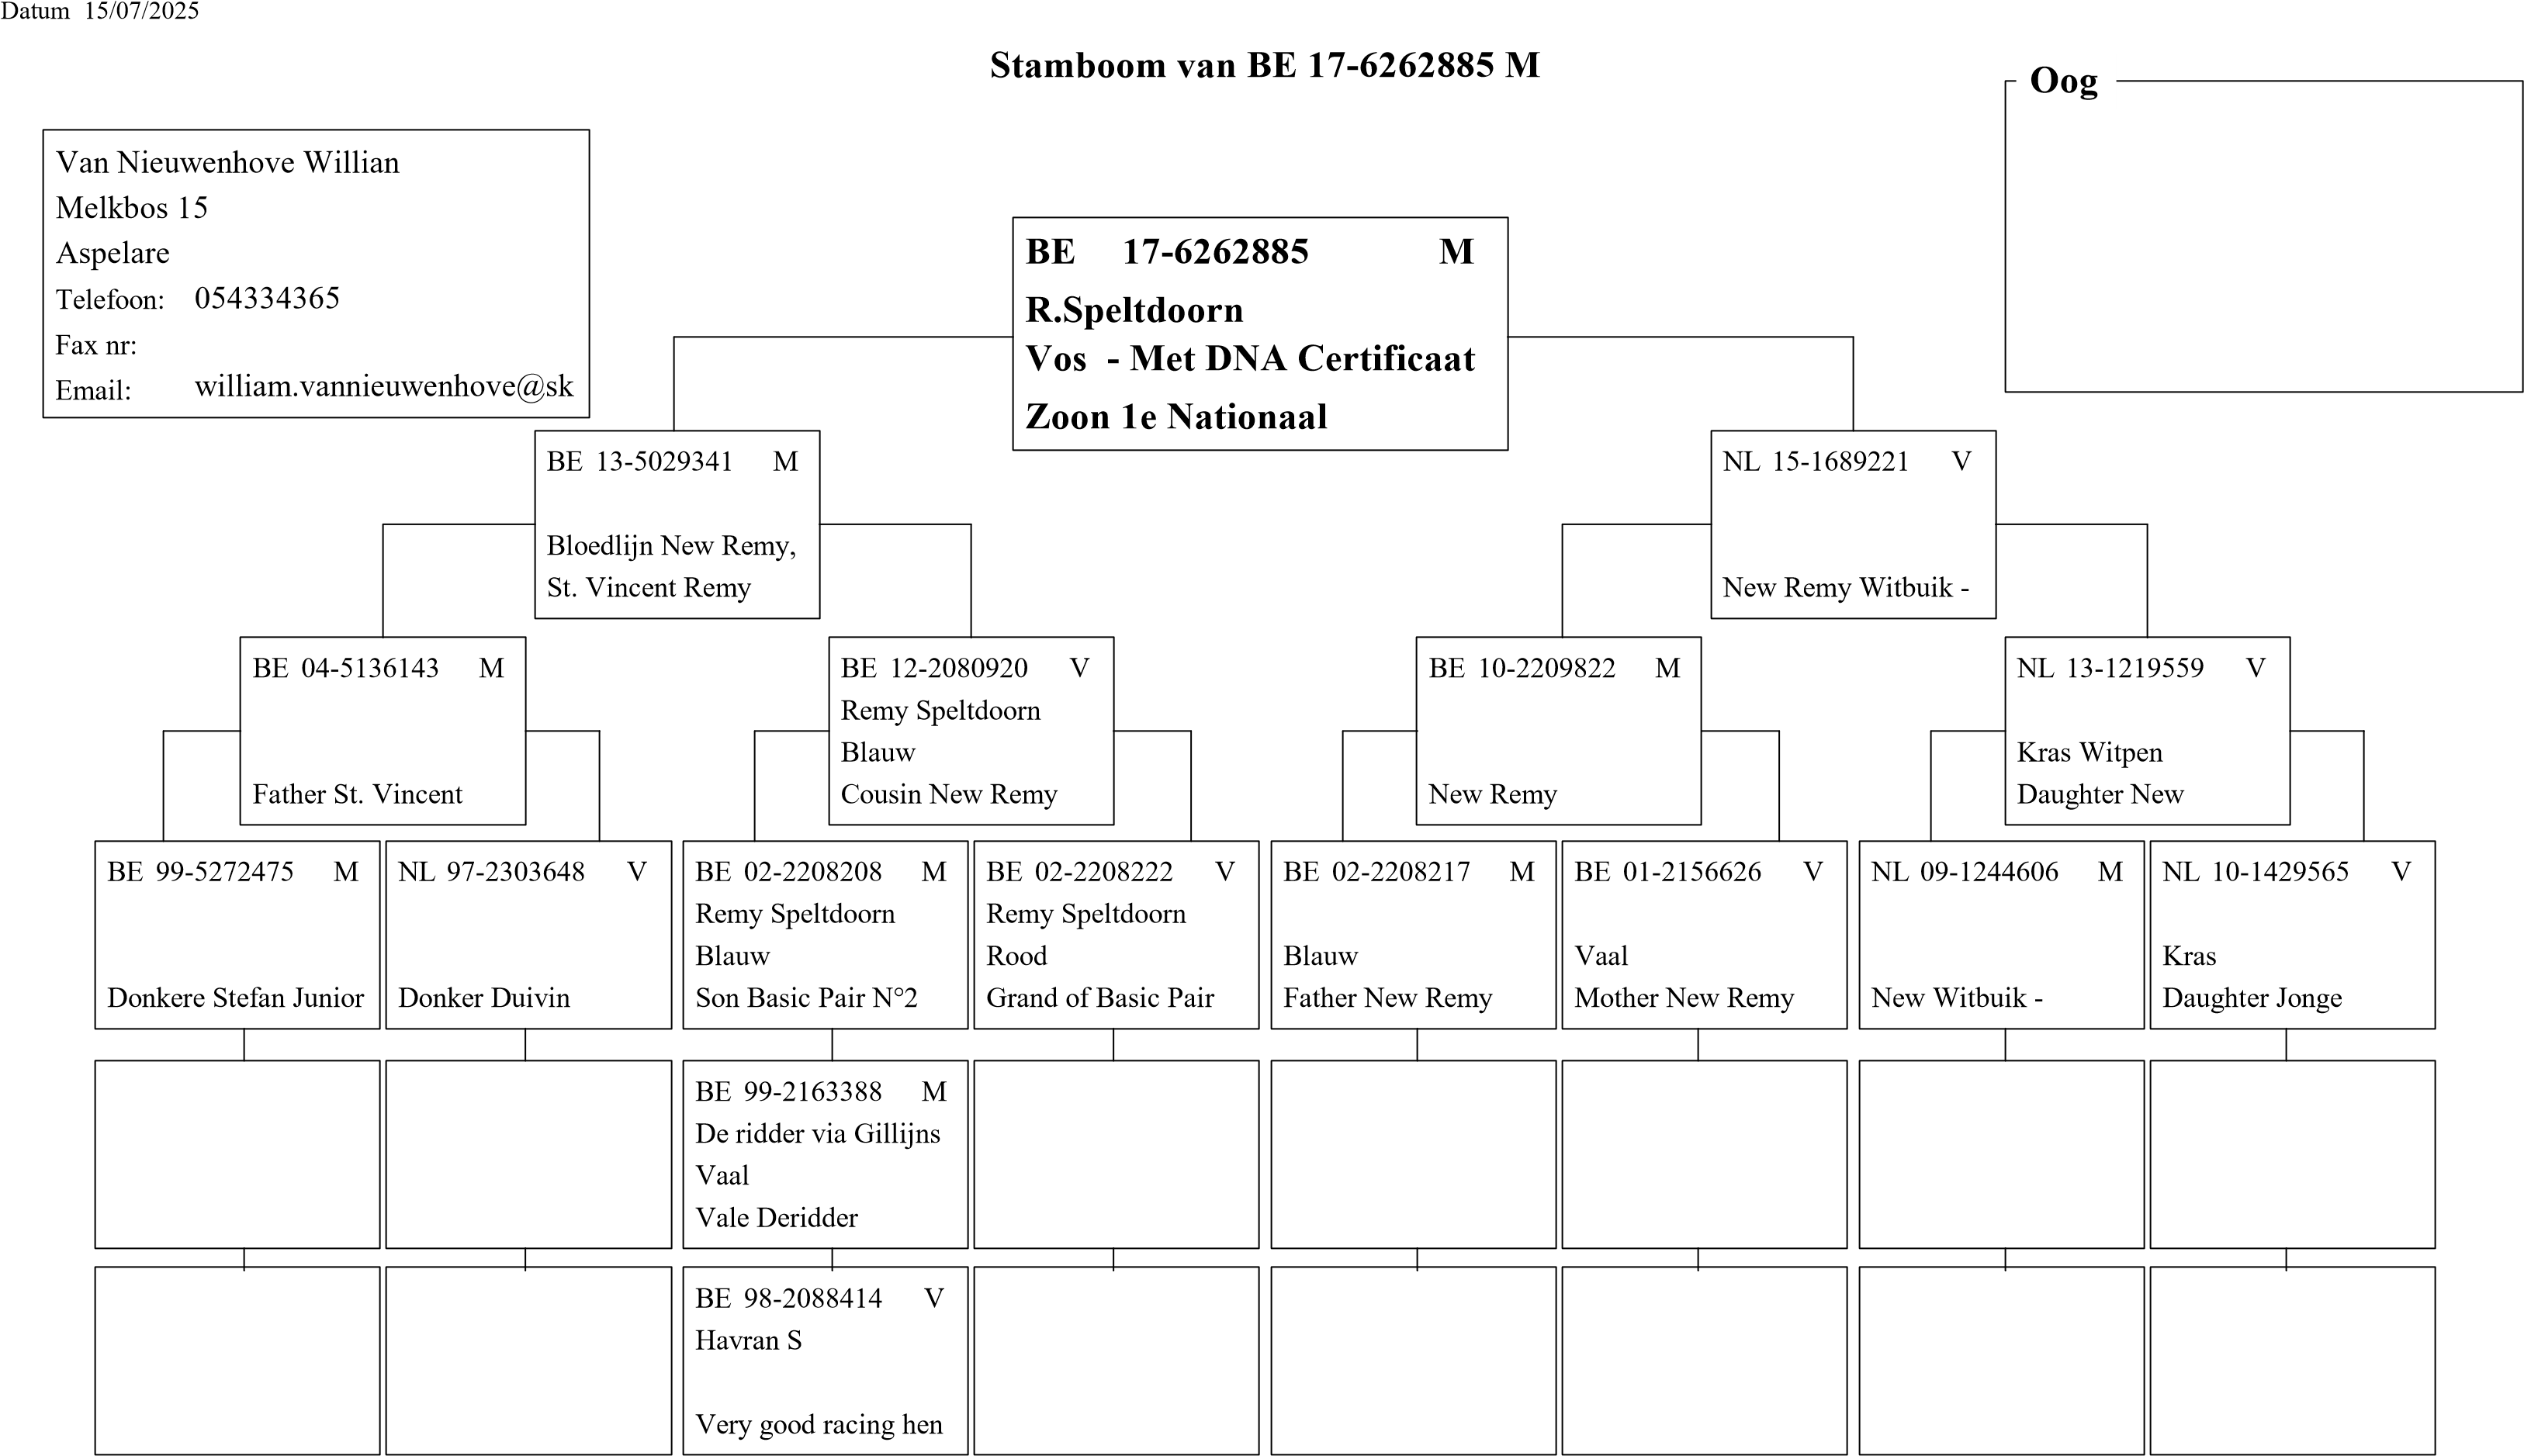 Datum 15/07/2025
Stamboom van BE 17-6262885 M
Oog
Van Nieuwenhove Willian
Melkbos 15
Aspelare
Telefoon: 054334365
Fax nr:
Email: william.vannieuwenhove@sk
BE 17-6262885 M
R.Speltdoorn
Vos - Met DNA Certificaat
Zoon 1e Nationaal
BE 13-5029341 M
Bloedlijn New Remy,
St. Vincent Remy
NL 15-1689221 V
New Remy Witbuik -
BE 04-5136143 M
Father St. Vincent
BE 12-2080920 V
Remy Speltdoorn
Blauw
Cousin New Remy
BE 10-2209822 M
New Remy
NL 13-1219559 V
Kras Witpen
Daughter New
BE 99-5272475 M
Donkere Stefan Junior
NL 97-2303648 V
Donker Duivin
BE 02-2208208 M
Remy Speltdoorn
Blauw
Son Basic Pair N°2
BE 02-2208222 V
Remy Speltdoorn
Rood
Grand of Basic Pair
BE 02-2208217 M
Blauw
Father New Remy
BE 01-2156626 V
Vaal
Mother New Remy
NL 09-1244606 M
New Witbuik -
NL 10-1429565 V
Kras
Daughter Jonge
BE 99-2163388 M
De ridder via Gillijns
Vaal
Vale Deridder
BE 98-2088414 V
Havran S
Very good racing hen